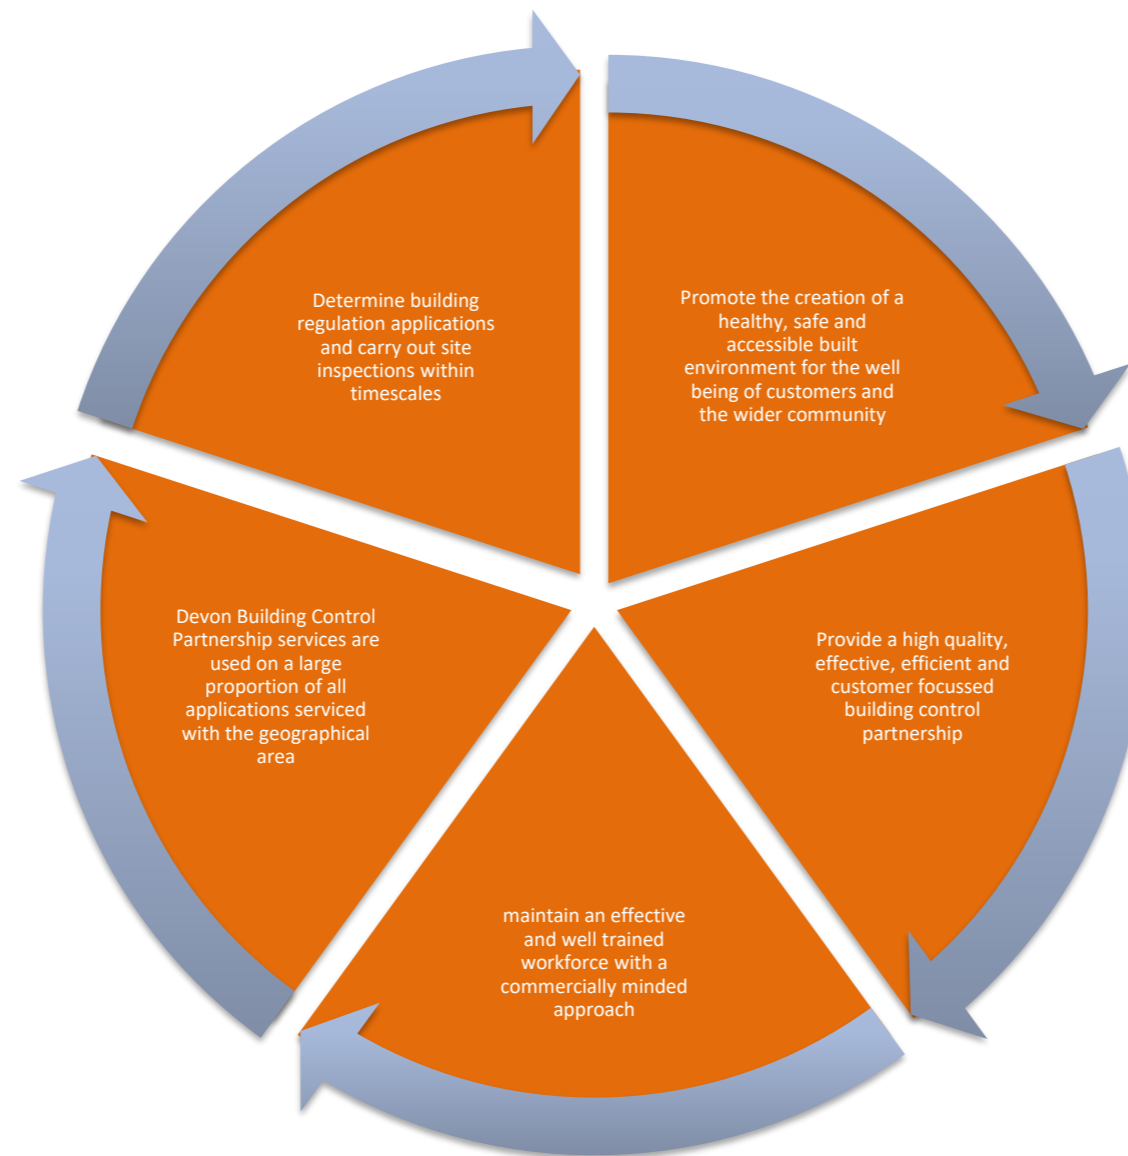 Determine building
regulation applications
and carry out site
inspections within
timescales
Promote the creation of a
healthy, safe and
accessible built
environment for the well
being of customers and
the wider community
Devon Building Control
Partnership services are
used on a large
proportion of all
applications serviced
with the geographical
area
Provide a high quality,
effective, efficient and
customer focussed
building control
partnership
maintain an effective
and well trained
workforce with a
commercially minded
approach